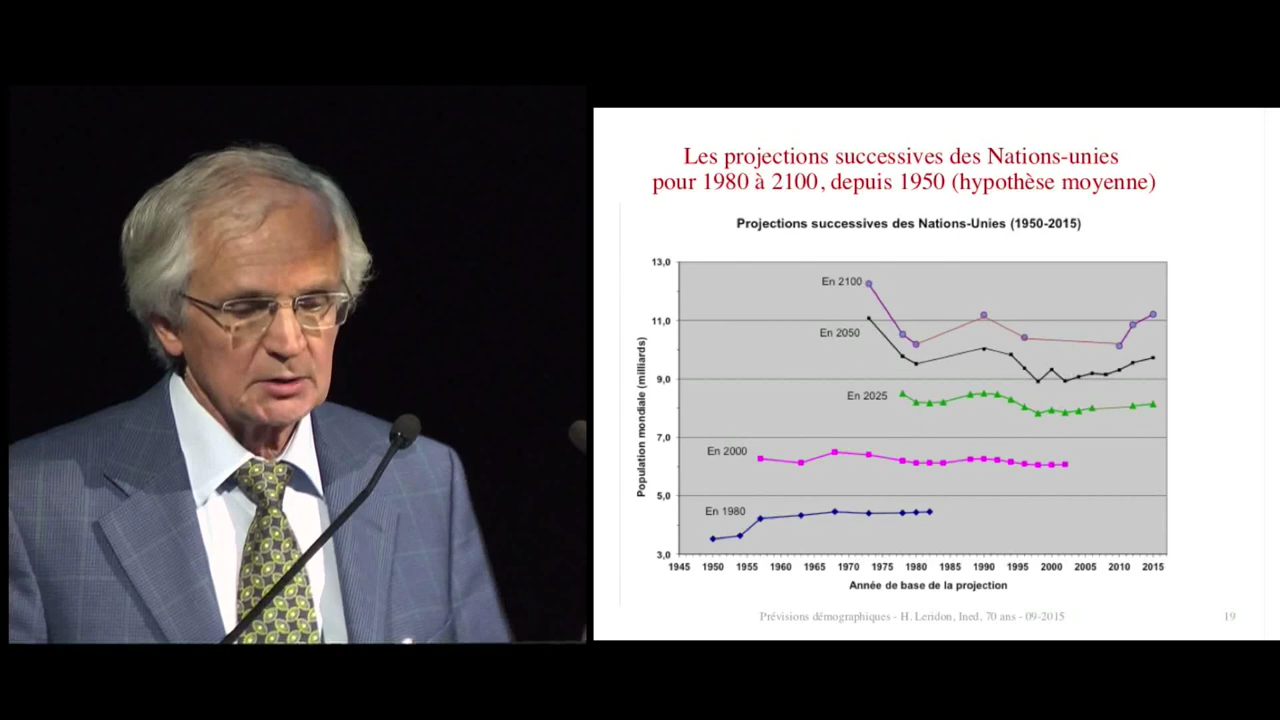 Les projections successives des Nations-unies
pour 1980 à 2100, depuis 1950 (hypothèse moyenne)
Projections successives des Nations-Unies (1950-2015)
13,0
11,0
9,0
7,0
5,0
3,0
Population mondiale (milliards)
En 2100
En 2050
En 2025
En 2000
En 1980
1945 1950 1955 1960 1965 1970 1975 1980 1985 1990 1995 2000 2005 2010 2015
Année de base de la projection
Prévisions démographiques - H. Leridon, Ined, 70 ans - 09-2015
19